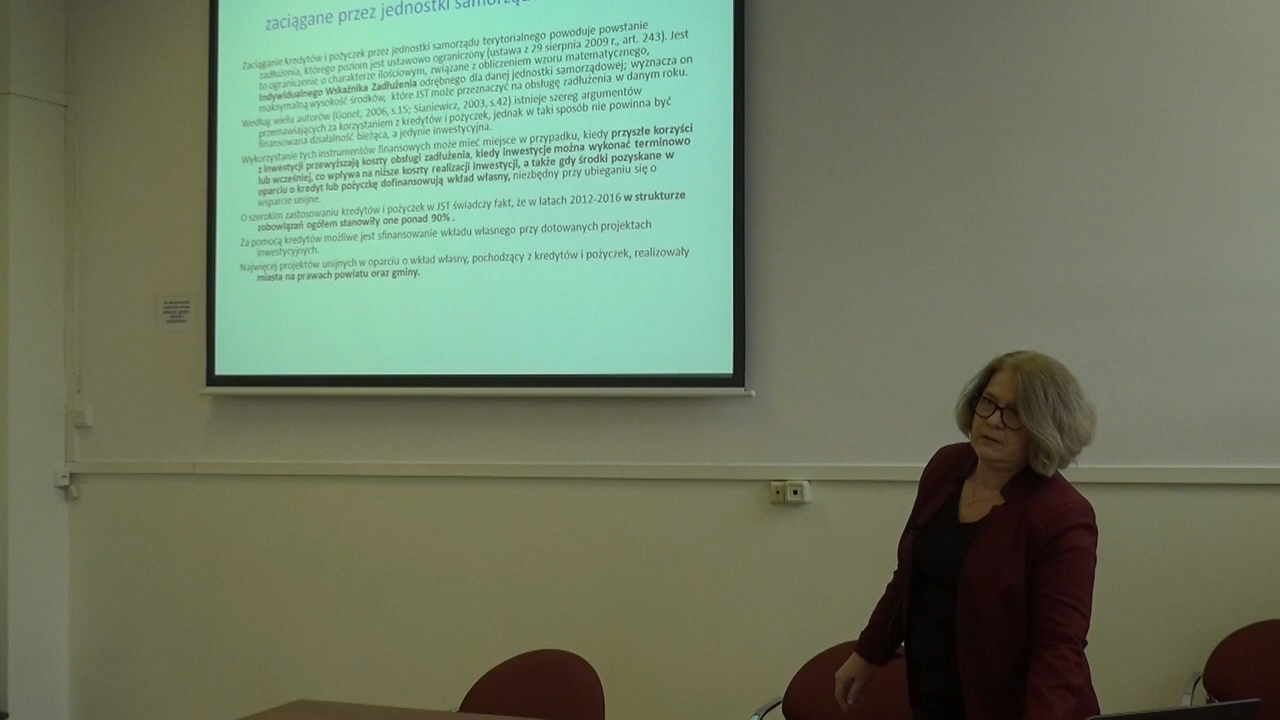 zaciągane przez jednostki samorządu
Zaciąganie kredytów i pożyczek przez jednostki samorządu terytorialnego powoduje powstanie
zadłużenia, którego poziom jest ustawowo ograniczony (ustawa z 29 sierpnia 2009 r., art. 243). Jest
to ograniczenie o charakterze ilościowym, związane z obliczeniem wzoru matematycznego,
Indywidualnego Wskaźnika Zadłużenia odrębnego dla danej jednostki samorządowej; wyznacza on
maksymalną wysokość środków, które JST może przeznaczyć na obsługę zadłużenia w danym roku.
Według wielu autorów (Gonet, 2006, s.15; Sianiewicz, 2003, s.42) istnieje szereg argumentów
przemawiających za korzystaniem z kredytów i pożyczek, jednak w taki sposób nie powinna być
finansowana działalność bieżąca, a jedynie inwestycyjna.
Wykorzystanie tych instrumentów finansowych może mieć miejsce w przypadku, kiedy przyszłe korzyści
z inwestycji przewyższają koszty obsługi zadłużenia, kiedy inwestycje można wykonać terminowo
lub wcześniej, co wpływa na niższe koszty realizacji inwestycji, a także gdy środki pozyskane w
oparciu o kredyt lub pożyczkę dofinansowują wkład własny, niezbędny przy ubieganiu się o
wsparcie unijne.
O szerokim zastosowaniu kredytów i pożyczek w JST świadczy fakt, że w latach 2012-2016 w strukturze
zobowiązań ogółem stanowiły one ponad 90% .
Za pomocą kredytów możliwe jest sfinansowanie wkładu własnego przy dotowanych projektach
inwestycyjnych.
Najwięcej projektów unijnych w oparciu o wkład własny, pochodzący z kredytów i pożyczek, realizowały
miasta na prawach powiatu oraz gminy.